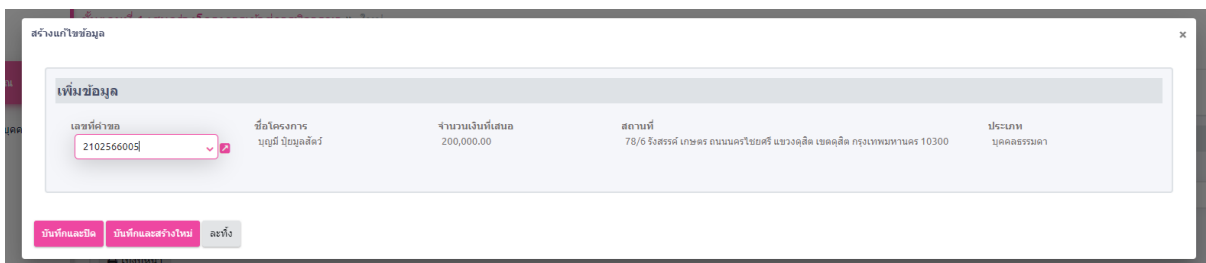 สร้างแก้ไขข้อมูล
×
เพิ่มข้อมูล
เลขที่คำขอ ชื่อโครงการ จำนวนเงินที่เสนอ สถานที่ ประเภท
2102566005 บุญมี ปุ๋ยมูลสัตว์ 200,000.00 78/6 รังสรรค์ เกษตร ถนนนครไชยศรี แขวงดุสิต เขตดุสิต กรุงเทพมหานคร 10300 บุคคลธรรมดา
บันทึกและปิด บันทึกและสร้างใหม่ ละทิ้ง